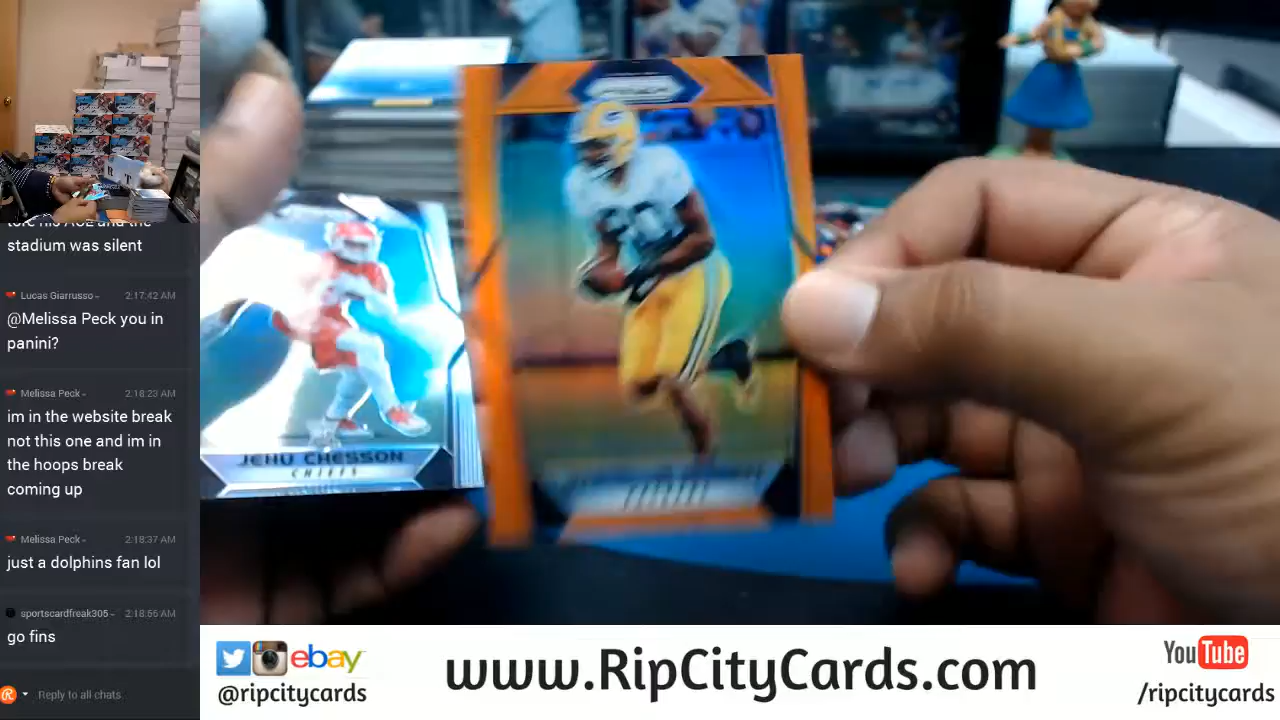 stadium was silent
Lucas Giarrusso 2:17:42 AM
@Melissa Peck you in
panini?
Melissa Peck 2:18:23 AM
im in the website break
not this one and im in
the hoops break
coming up
Melissa Peck 2:18:37 AM
just a dolphins fan lol
sportscardfreak305 2:18:55 AM
go fins
Reply to all chats
JEHU CHESSON
CHIEFS
ebay
@ripcitycards
www.RipCityCards.com
YouTube
/ripcitycards